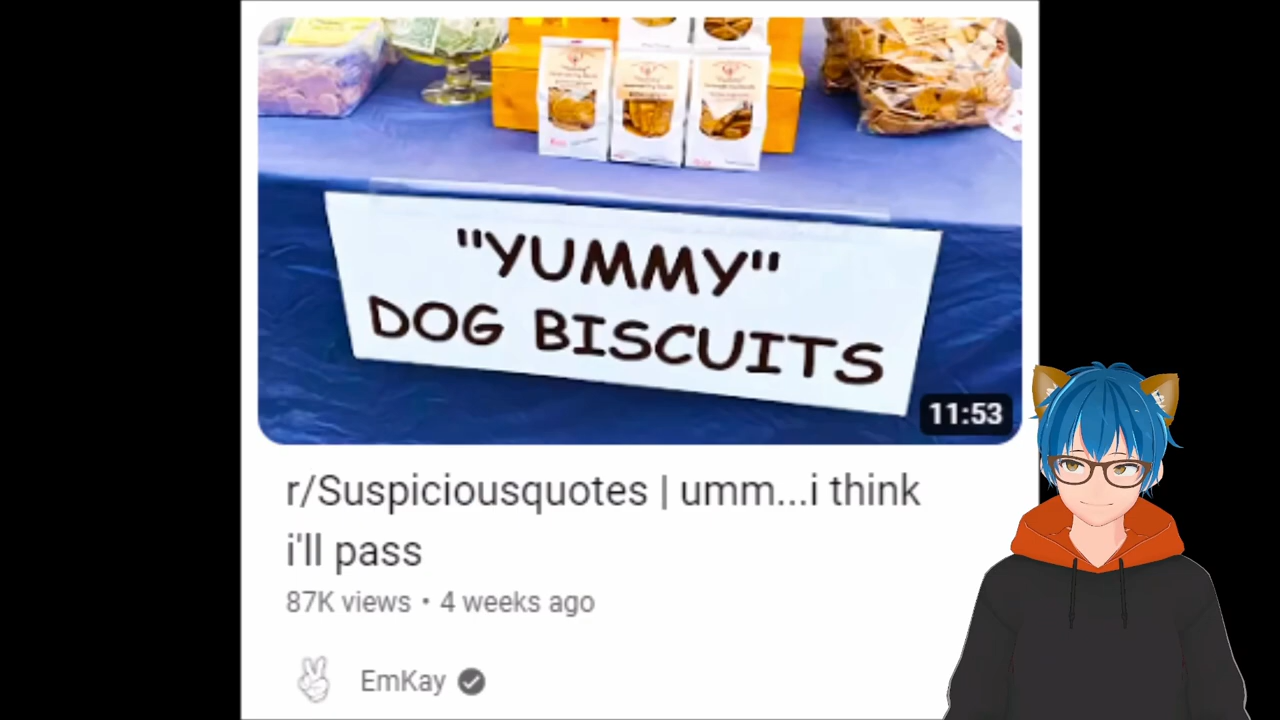 "YUMMY"
DOG BISCUITS
11:53
r/Suspiciousquotes | umm...i think
i'll pass
87K views • 4 weeks ago
EmKay